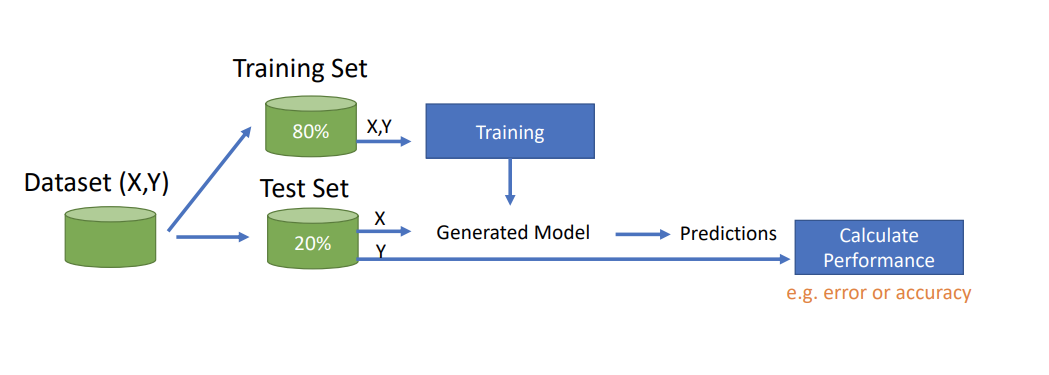 Training Set
80%
X,Y
Training
Dataset (X,Y)
Test Set
20%
X
Y
Generated Model
Predictions
Calculate
Performance
e.g. error or accuracy